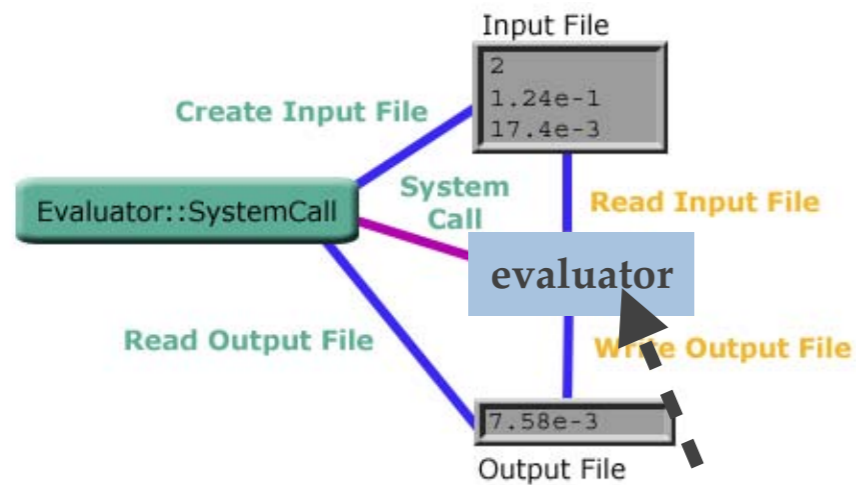 Input File
2
1.24e-1
17.4e-3
Create Input File
System
Call
Read Input File
Evaluator::SystemCall
evaluator
Read Output File
Write Output File
7.58e-3
Output File